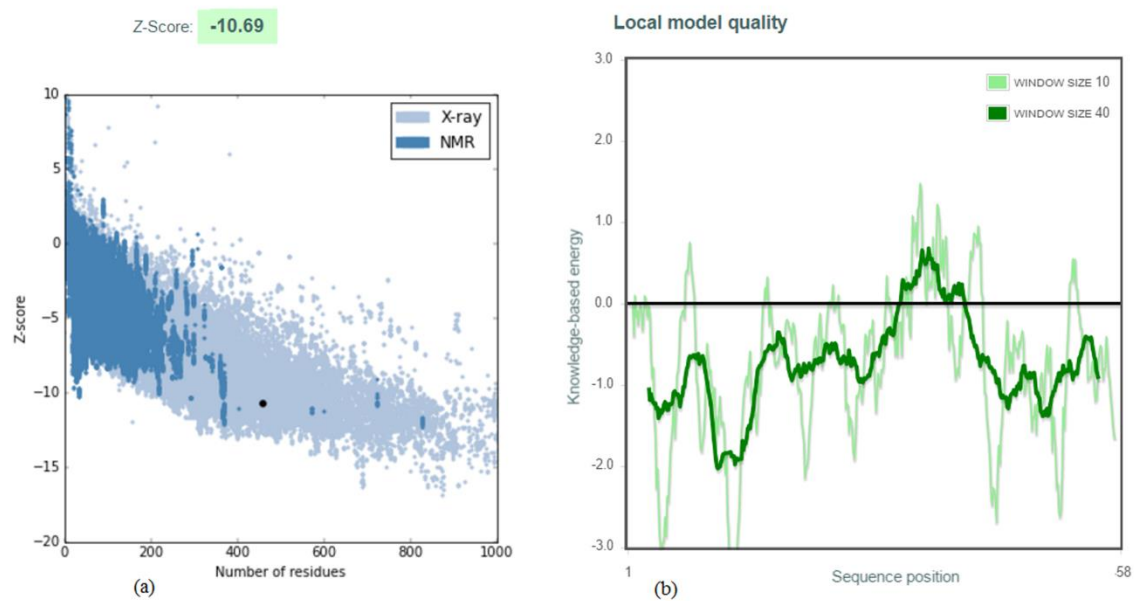 Z-Score: -10.69
10
5
0
−5
−10
−15
−20
Z-score
X-ray
NMR
0 200 400 600 800 1000
Number of residues
(a)
Local model quality
3.0
2.0
1.0
0.0
-1.0
-2.0
-3.0
Knowledge-based energy
WINDOW SIZE 10
WINDOW SIZE 40
1 58
Sequence position
(b)